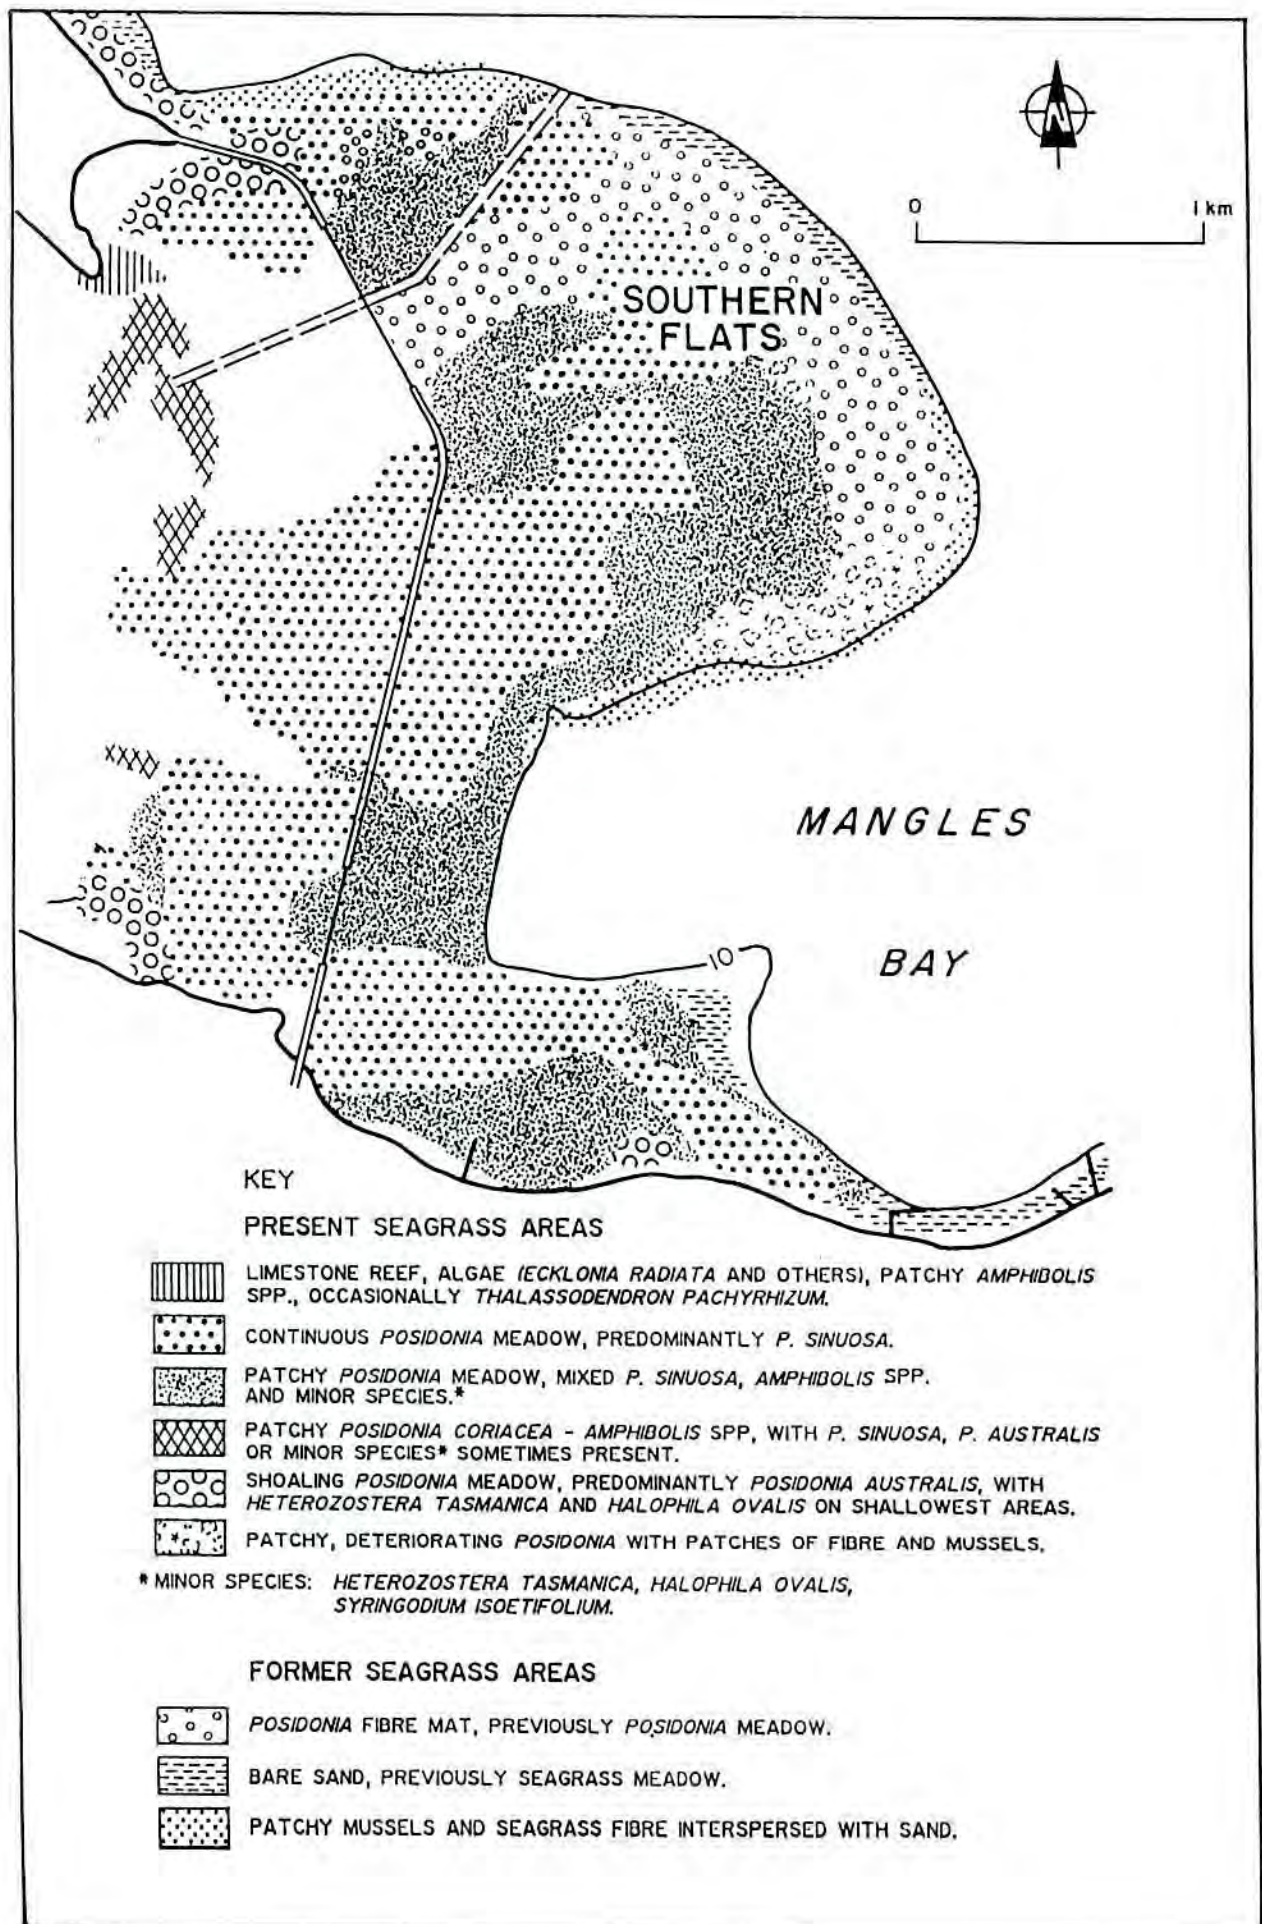 N
0 1 km
SOUTHERN
FLATS
MANGLES
BAY
10
KEY
PRESENT SEAGRASS AREAS
LIMESTONE REEF, ALGAE (ECKLONIA RADIATA AND OTHERS), PATCHY AMPHIBOLIS
SPP., OCCASIONALLY THALASSODENDRON PACHYRHIZUM.
CONTINUOUS POSIDONIA MEADOW, PREDOMINANTLY P. SINUOSA.
PATCHY POSIDONIA MEADOW, MIXED P. SINUOSA, AMPHIBOLIS SPP.
AND MINOR SPECIES.*
PATCHY POSIDONIA CORIACEA - AMPHIBOLIS SPP, WITH P. SINUOSA, P. AUSTRALIS
OR MINOR SPECIES* SOMETIMES PRESENT.
SHOALING POSIDONIA MEADOW, PREDOMINANTLY POSIDONIA AUSTRALIS, WITH
HETEROZOSTERA TASMANICA AND HALOPHILA OVALIS ON SHALLOWEST AREAS.
PATCHY, DETERIORATING POSIDONIA WITH PATCHES OF FIBRE AND MUSSELS.
* MINOR SPECIES: HETEROZOSTERA TASMANICA, HALOPHILA OVALIS,
SYRINGODIUM ISOETIFOLIUM.
FORMER SEAGRASS AREAS
POSIDONIA FIBRE MAT, PREVIOUSLY POSIDONIA MEADOW.
BARE SAND, PREVIOUSLY SEAGRASS MEADOW.
PATCHY MUSSELS AND SEAGRASS FIBRE INTERSPERSED WITH SAND.